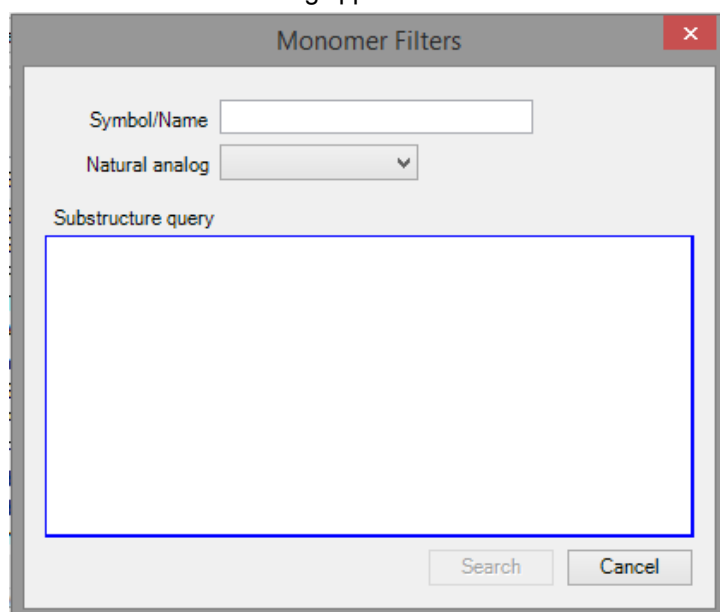 Monomer Filters
Symbol/Name
Natural analog
Substructure query
Search Cancel